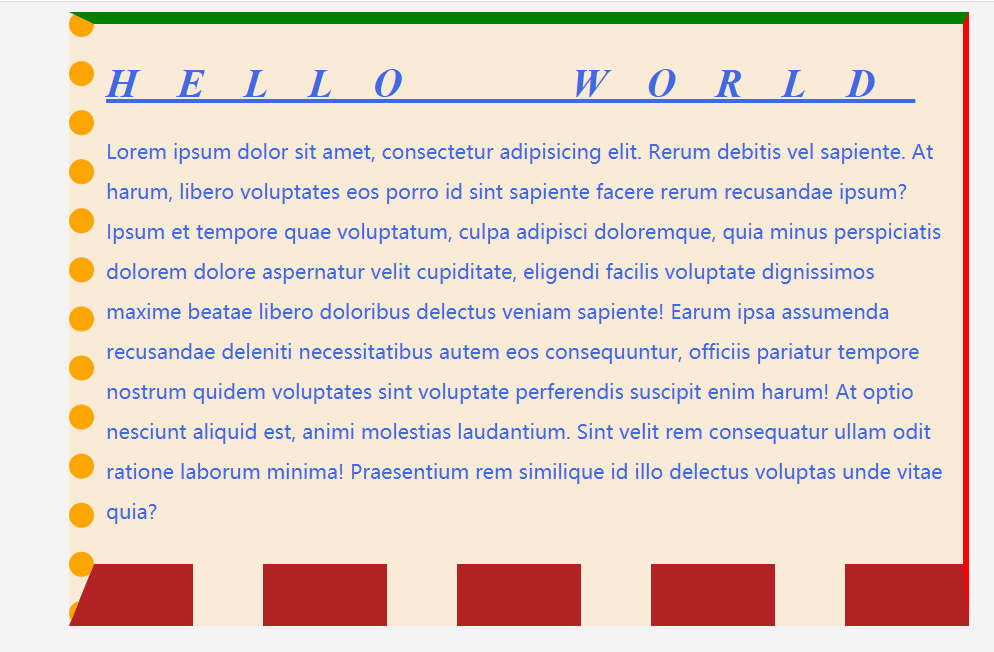 HELLO WORLD
Lorem ipsum dolor sit amet, consectetur adipisicing elit. Rerum debitis vel sapiente. At
harum, libero voluptates eos porro id sint sapiente facere rerum recusandae ipsum?
Ipsum et tempore quae voluptatum, culpa adipisci doloremque, quia minus perspiciatis
dolorem dolore aspernatur velit cupiditate, eligendi facilis voluptate dignissimos
maxime beatae libero doloribus delectus veniam sapiente! Earum ipsa assumenda
recusandae deleniti necessitatibus autem eos consequuntur, officiis pariatur tempore
nostrum quidem voluptates sint voluptate perferendis suscipit enim harum! At optio
nesciunt aliquid est, animi molestias laudantium. Sint velit rem consequatur ullam odit
ratione laborum minima! Praesentium rem similique id illo delectus voluptas unde vitae
quia?